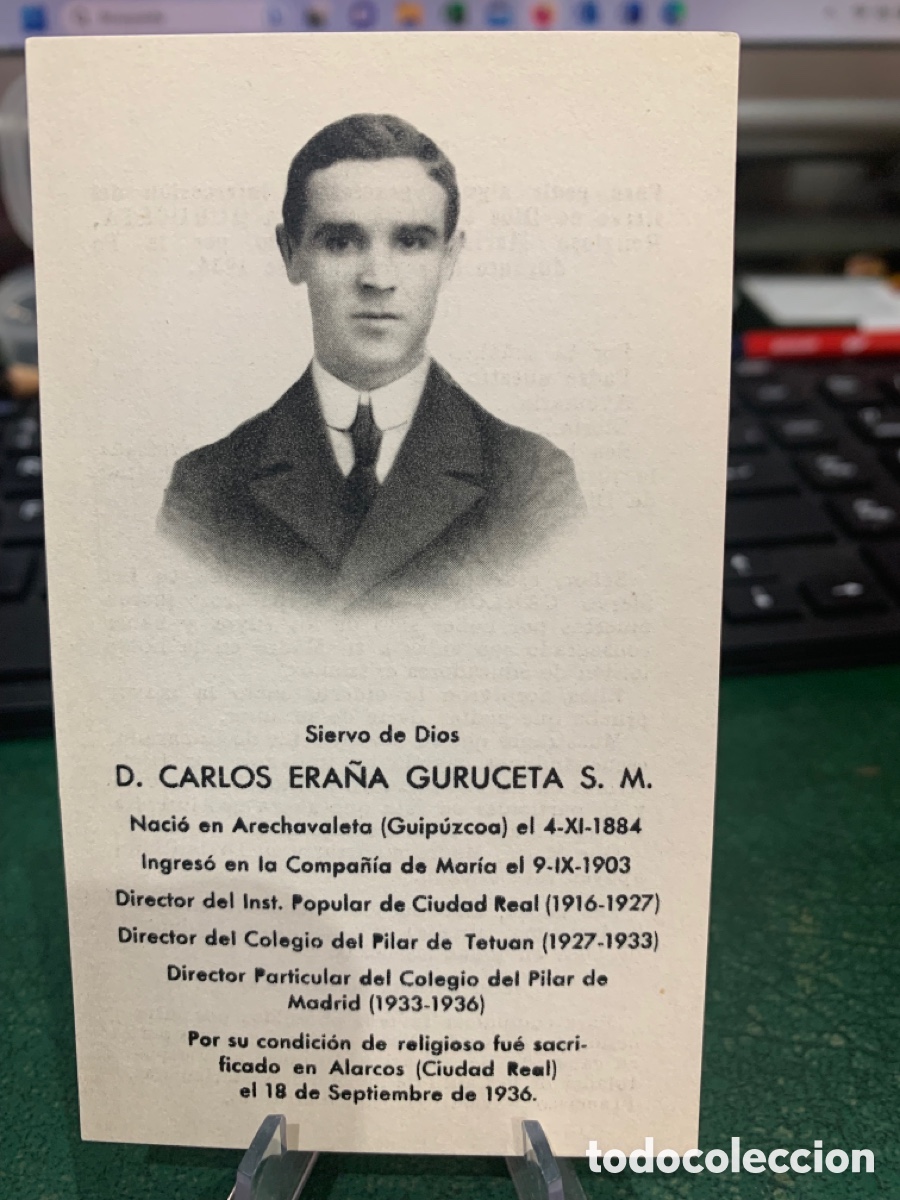 Siervo de Dios
D. CARLOS ERAÑA GURUCETA S. M.
Nació en Arechavaleta (Guipúzcoa) el 4-XI-1884
Ingresó en la Compañía de María el 9-IX-1903
Director del Inst. Popular de Ciudad Real (1916-1927)
Director del Colegio del Pilar de Tetuan (1927-1933)
Director Particular del Colegio del Pilar de
Madrid (1933-1936)
Por su condición de religioso fué sacri-
ficado en Alarcos (Ciudad Real)
el 18 de Septiembre de 1936.
todocoleccion